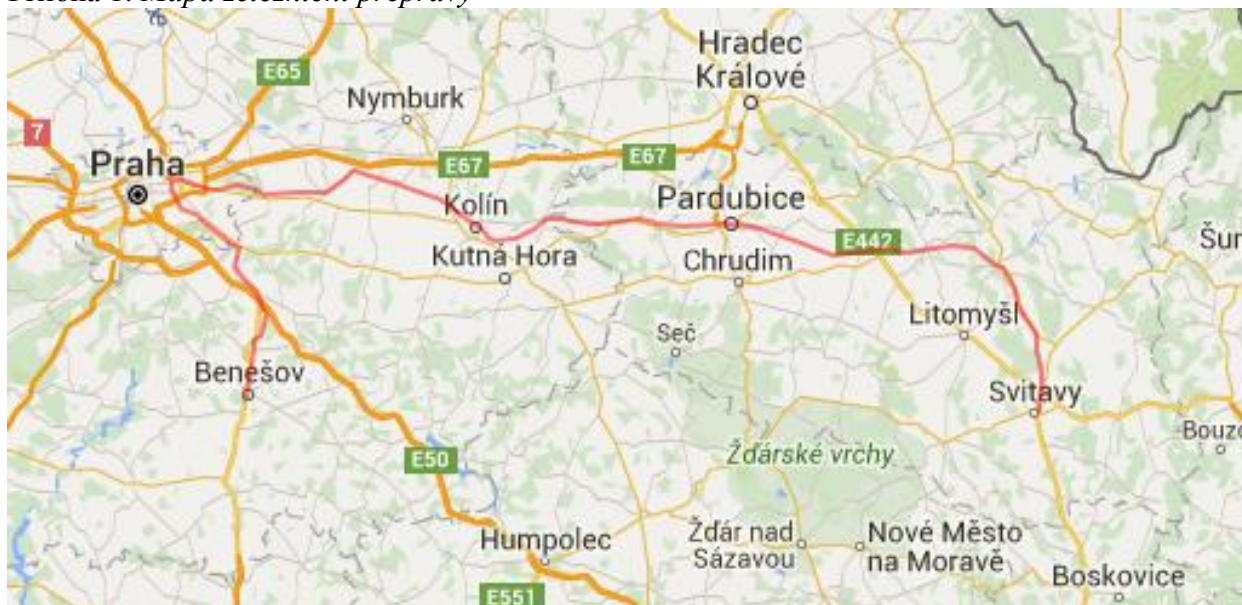 Hradec
Králové
E65
Nymburk
7
E67
E67
Praha
Kolín
Pardubice
E442
Šur
Kutná Hora
Chrudim
Litomyšl
Seč
Benešov
Svitavy
Bouzo
E50
Žďárské vrchy
Humpolec
Žďár nad
Sázavou
Nové Město
na Moravě
Boskovice
E551